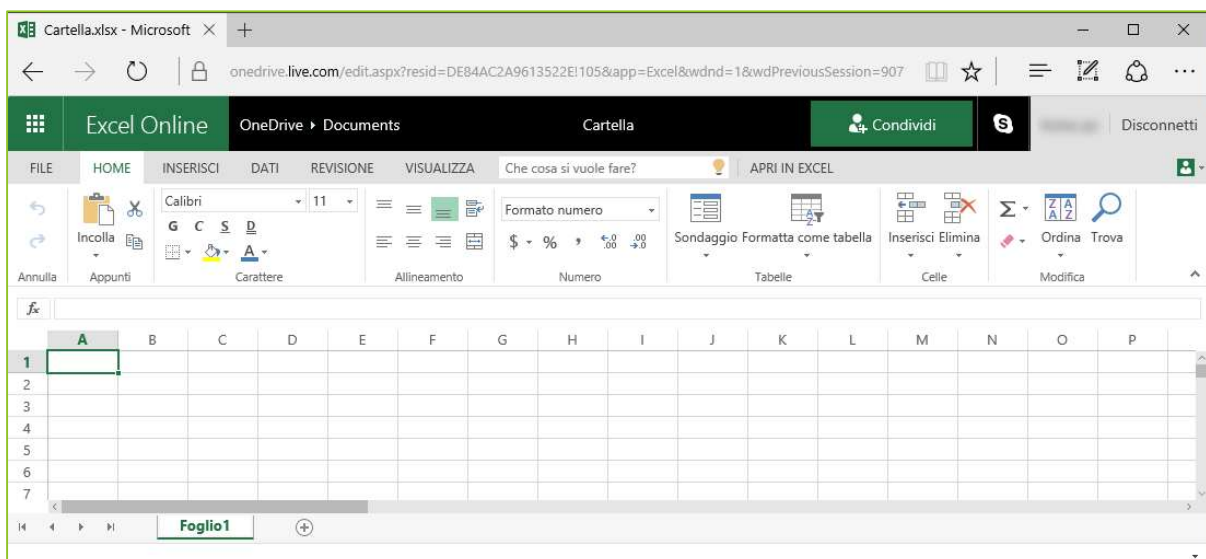 Cartella.xlsx - Microsoft
onedrive.live.com/edit.aspx?resid=DE84AC2A9613522E!105&app=Excel&wdnd=1&wdPreviousSession=907
Excel Online OneDrive Documents Cartella Condividi Disconnetti
FILE HOME INSERISCI DATI REVISIONE VISUALIZZA Che cosa si vuole fare? APRI IN EXCEL
Calibri 11 Formato numero
G C S D
Incolla $ % , Sondaggio Formatta come tabella Inserisci Elimina Ordina Trova
Annulla Appunti Carattere Allineamento Numero Tabelle Celle Modifica
fx
A B C D E F G H I J K L M N O P
1
2
3
4
5
6
7
Foglio1